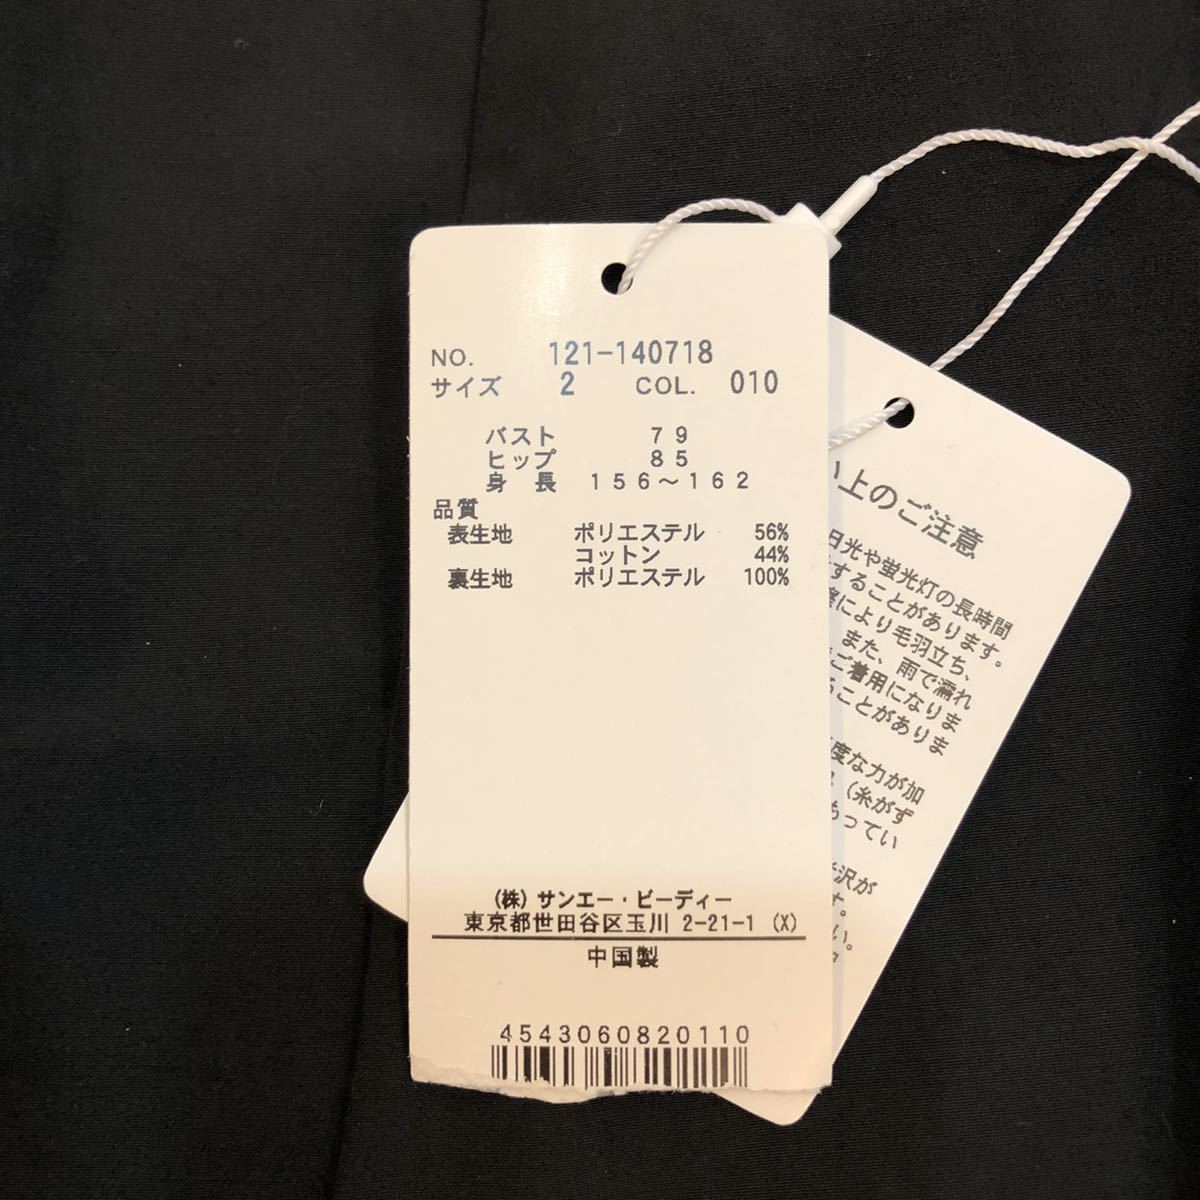 NO. 121-140718
サイズ 2 COL. 010
バスト 79
ヒップ 85
身 長 156～162
品質
表生地 ポリエステル 56%
コットン 44%
裏生地 ポリエステル 100%
(株) サンエー・ビーディー
東京都世田谷区玉川 2-21-1 (X)
中国製
4543060820110
上のご注意
日光や蛍光灯の長時間
することがあります。
により毛羽立ち、
また、雨で濡れ
ご着用になりま
ることがありま
度な力が加
(糸がず
もってい
沢が
す。
い。